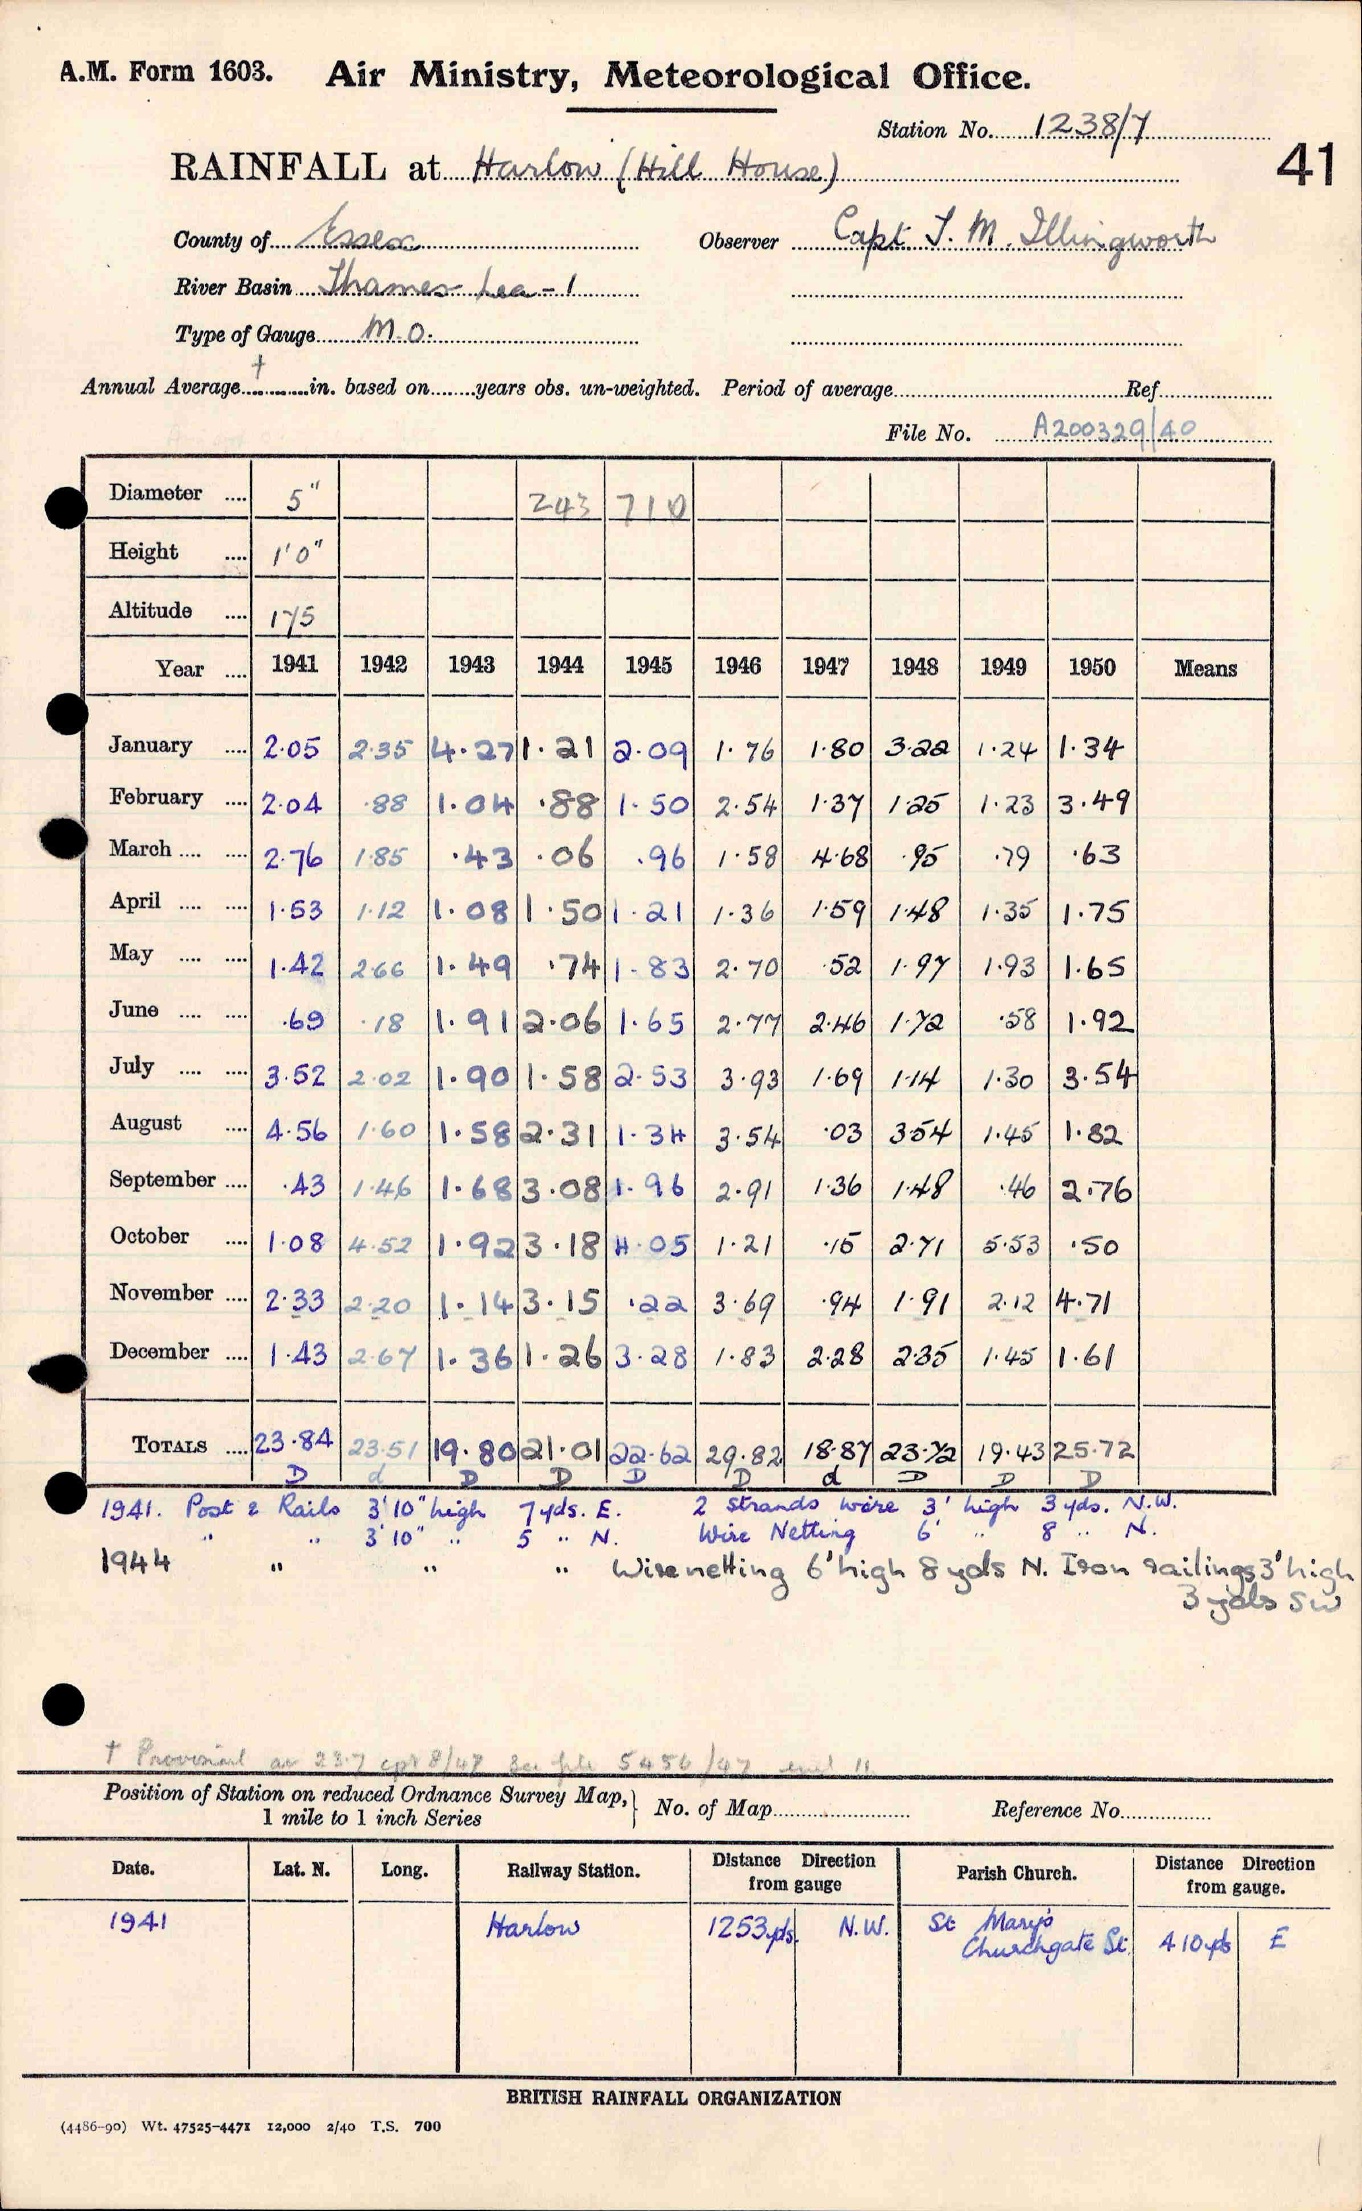 A.M. Form 1603. Air Ministry, Meteorological Office.
Station No. 1238/7
41
RAINFALL at Harlow (Hill House)
County of Essex Observer Capt T. M. Illingworth
River Basin Thames Lea - 1
Type of Gauge M.O.
†
Annual Average in. based on years obs. un-weighted. Period of average Ref
File No. A200329/40
Diameter 5" 243 710
Height 1'0"
Altitude 175
Year 1941 1942 1943 1944 1945 1946 1947 1948 1949 1950 Means
January 2.05 2.35 4.27 1.21 2.09 1.76 1.80 3.22 1.24 1.34
February 2.04 .88 1.04 .88 1.50 2.54 1.37 1.25 1.23 3.49
March 2.76 1.85 .43 .06 .96 1.58 4.68 .95 .79 .63
April 1.53 1.12 1.08 1.50 1.21 1.36 1.59 1.48 1.35 1.75
May 1.42 2.66 1.49 .74 1.83 2.70 .52 1.97 1.93 1.65
June .69 .18 1.91 2.06 1.65 2.77 2.46 1.72 .58 1.92
July 3.52 2.02 1.90 1.58 2.53 3.93 1.69 1.14 1.30 3.54
August 4.56 1.60 1.58 2.31 1.34 3.54 .03 3.54 1.45 1.82
September .43 1.46 1.68 3.08 1.96 2.91 1.36 1.48 .46 2.76
October 1.08 4.52 1.92 3.18 4.05 1.21 .15 2.71 5.53 .50
November 2.33 2.20 1.14 3.15 .22 3.69 .94 1.91 2.12 4.71
December 1.43 2.67 1.36 1.26 3.28 1.83 2.28 2.35 1.45 1.61
TOTALS 23.84 23.51 19.80 21.01 22.62 29.82 18.87 23.72 19.43 25.72
D d D D D D d D D D
1941. Post & Rails 3'10" high 7 yds. E. 2 strands wire 3' high 3 yds. N.W.
" " 3'10" " 5 " N. Wire Netting 6' " 8 " N.
1944 " " " Wire netting 6' high 8 yds N. Iron railings 3' high
3 yds SW
† Provisional av 23.7 cpt 8/47 See file 5456/47 encl 11
Position of Station on reduced Ordnance Survey Map, 1 mile to 1 inch Series } No. of Map Reference No.
Date. Lat. N. Long. Railway Station. Distance Direction from gauge Parish Church. Distance Direction from gauge.
1941 Harlow 1253 yds. N.W. St Mary's Churchgate St. 410 yds E
BRITISH RAINFALL ORGANIZATION
(4486-90) Wt. 47525-4471 12,000 2/40 T.S. 700